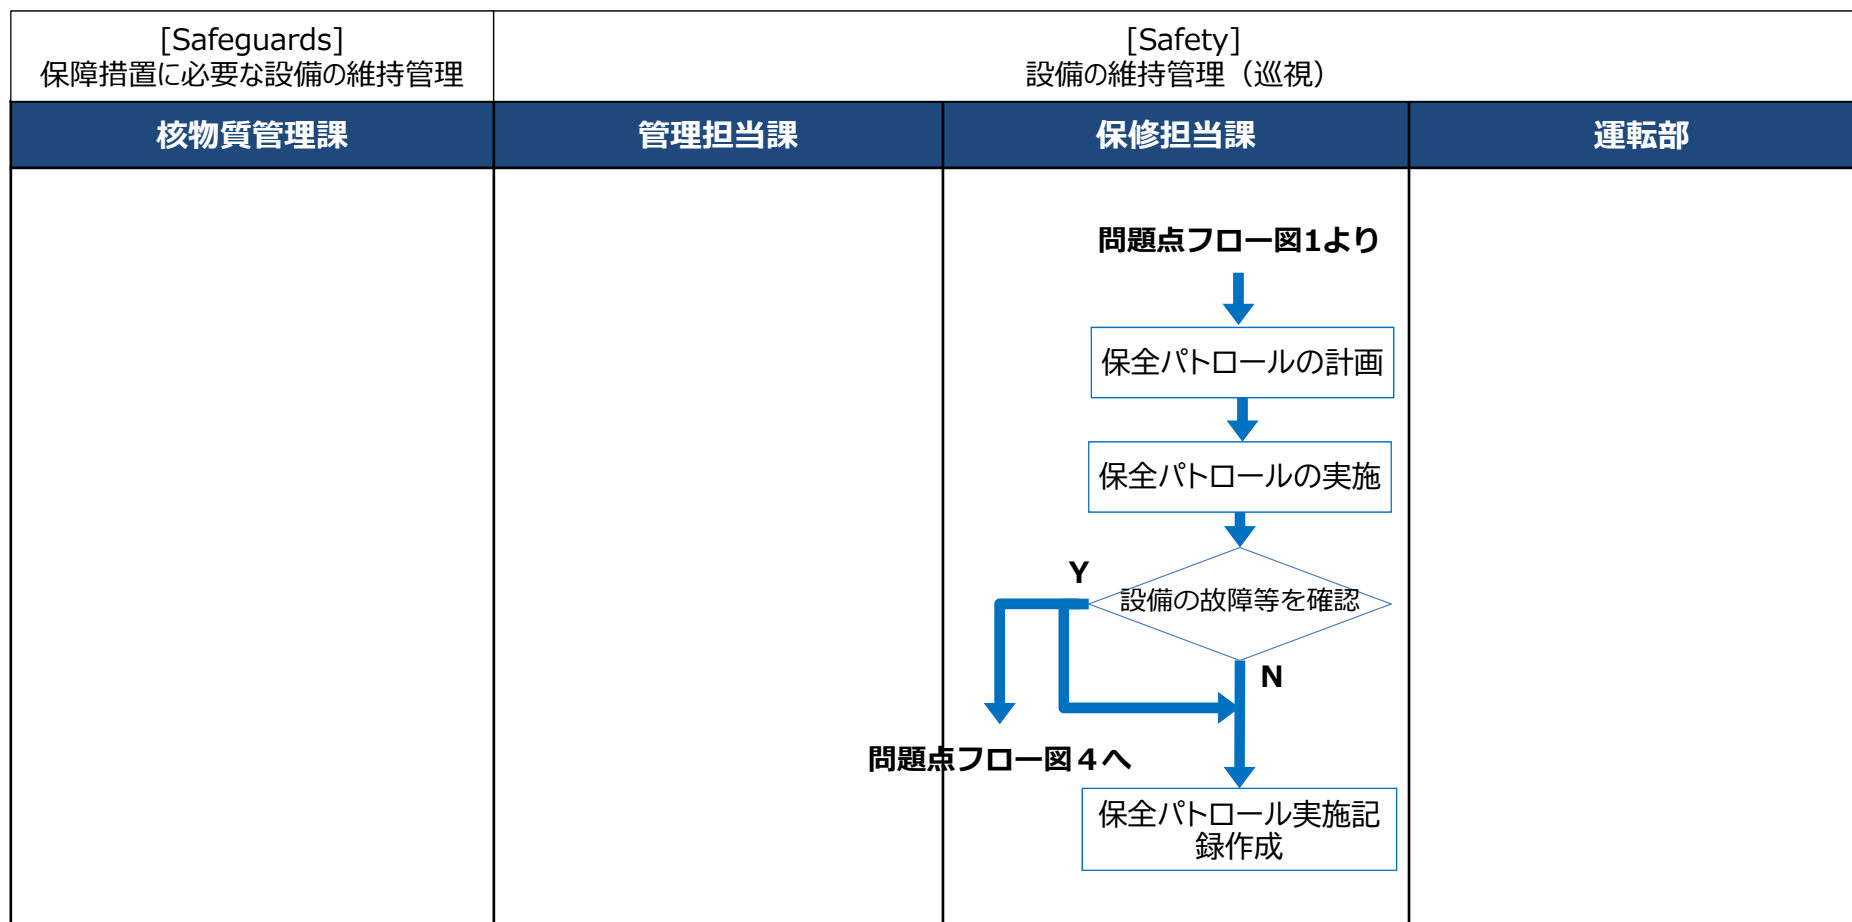 [Safeguards]
保障措置に必要な設備の維持管理
[Safety]
設備の維持管理（巡視）
核物質管理課
管理担当課
保修担当課
運転部
問題点フロー図1より
保全パトロールの計画
保全パトロールの実施
Y
設備の故障等を確認
N
問題点フロー図４へ
保全パトロール実施記
録作成